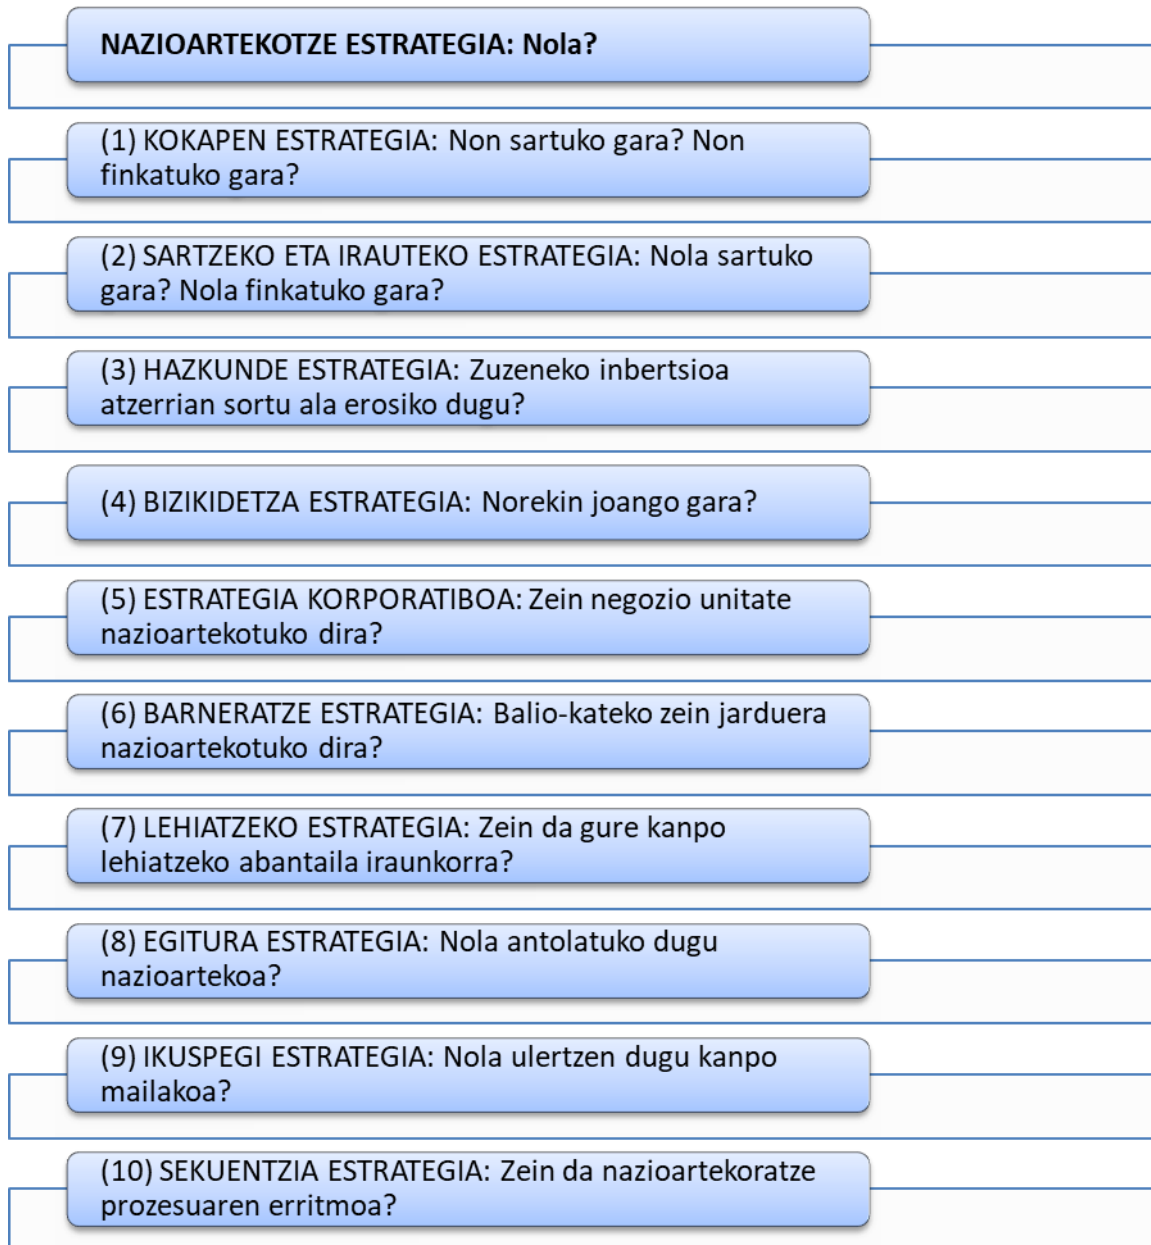 NAZIOARTEKOTZE ESTRATEGIA: Nola?
(1) KOKAPEN ESTRATEGIA: Non sartuko gara? Non
finkatuko gara?
(2) SARTZEKO ETA IRAUTEKO ESTRATEGIA: Nola sartuko
gara? Nola finkatuko gara?
(3) HAZKUNDE ESTRATEGIA: Zuzeneko inbertsioa
atzerrian sortu ala erosiko dugu?
(4) BIZIKIDETZA ESTRATEGIA: Norekin joango gara?
(5) ESTRATEGIA KORPORATIBOA: Zein negozio unitate
nazioartekotuko dira?
(6) BARNERATZE ESTRATEGIA: Balio-kateko zein jarduera
nazioartekotuko dira?
(7) LEHIATZEKO ESTRATEGIA: Zein da gure kanpo
lehiatzeko abantaila iraunkorra?
(8) EGITURA ESTRATEGIA: Nola antolatuko dugu
nazioartekoa?
(9) IKUSPEGI ESTRATEGIA: Nola ulertzen dugu kanpo
mailakoa?
(10) SEKUENTZIA ESTRATEGIA: Zein da nazioartekoratze
prozesuaren erritmoa?